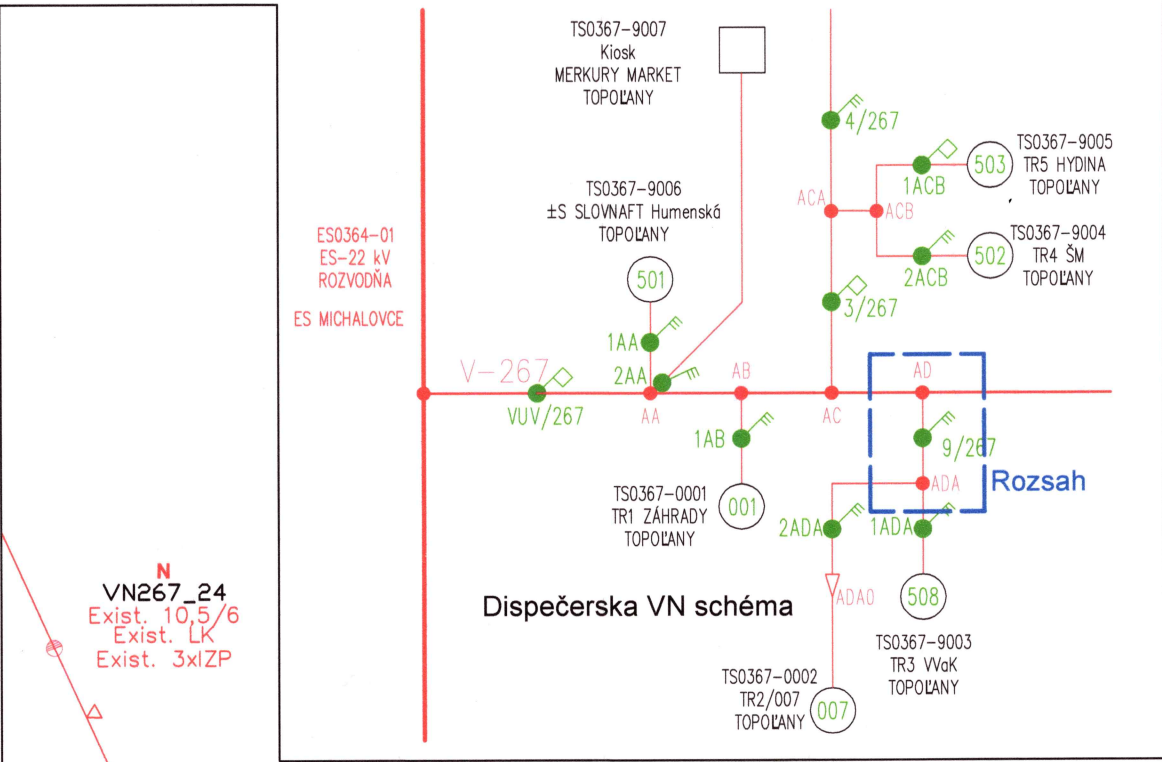 TS0367-9007
Kiosk
MERKURY MARKET
TOPOĽANY
4/267
TS0367-9005
TR5 HYDINA
TOPOĽANY
503
1ACB
TS0367-9006
±S SLOVNAFT Humenská
TOPOĽANY
ACA
ACB
TS0367-9004
TR4 ŠM
TOPOĽANY
502
2ACB
ES0364-01
ES-22 kV
ROZVODŇA
ES MICHALOVCE
501
3/267
1AA
2AA
V-267
VUV/267
AA
AB
AC
AD
1AB
9/267
ADA
Rozsah
TS0367-0001
TR1 ZÁHRADY
TOPOĽANY
001
2ADA
1ADA
N
VN267_24
Exist. 10,5/6
Exist. LK
Exist. 3xIZP
Dispečerska VN schéma
ADA0
508
TS0367-9003
TR3 VVaK
TOPOĽANY
TS0367-0002
TR2/007
TOPOĽANY
007